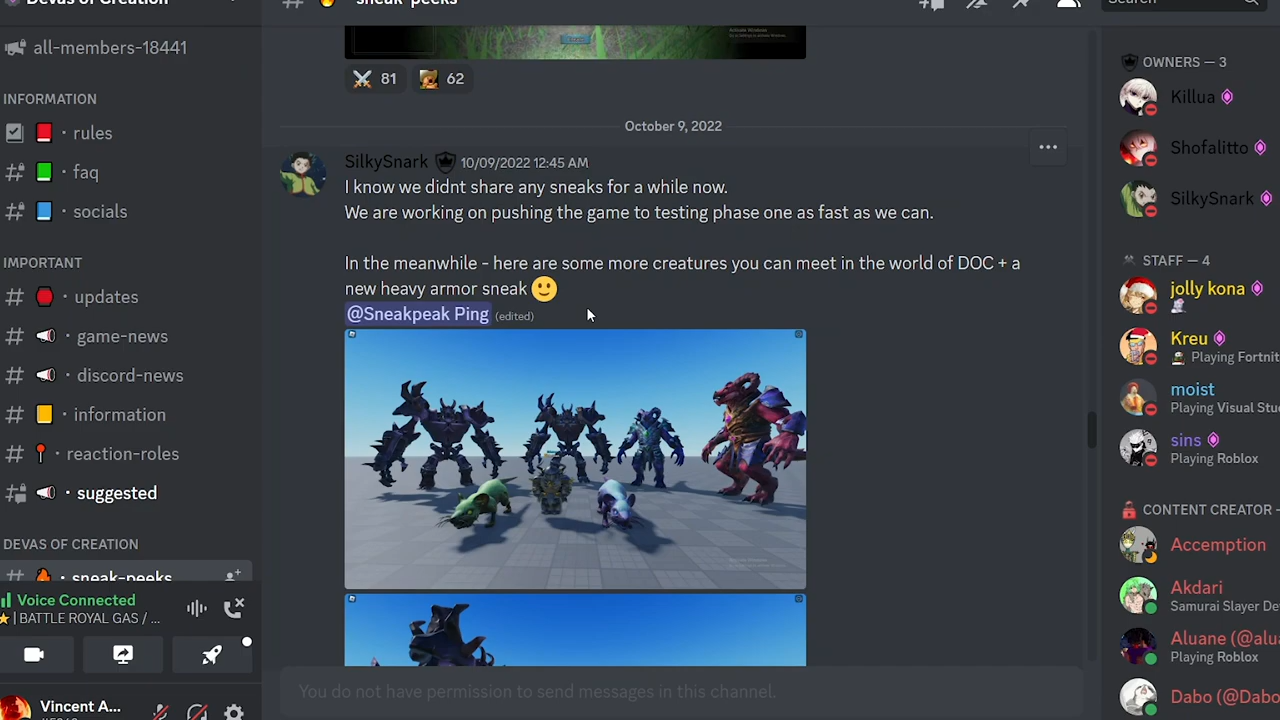 Devas of Creation
sneak-peeks
Search
all-members-18441
INFORMATION
rules
faq
socials
IMPORTANT
updates
game-news
discord-news
information
reaction-roles
suggested
DEVAS OF CREATION
sneak-peeks
Voice Connected
| BATTLE ROYAL GAS / ...
Vincent A...
81 62
October 9, 2022
SilkySnark 10/09/2022 12:45 AM
I know we didnt share any sneaks for a while now.
We are working on pushing the game to testing phase one as fast as we can.
In the meanwhile - here are some more creatures you can meet in the world of DOC + a
new heavy armor sneak
@Sneakpeak Ping (edited)
You do not have permission to send messages in this channel.
OWNERS — 3
Killua
Shofalitto
SilkySnark
STAFF — 4
jolly kona
Kreu
Playing Fortnit
moist
Playing Visual Stu
sins
Playing Roblox
CONTENT CREATOR —
Accemption
Akdari
Samurai Slayer De
Aluane (@alua
Playing Roblox
Dabo (@Dabo